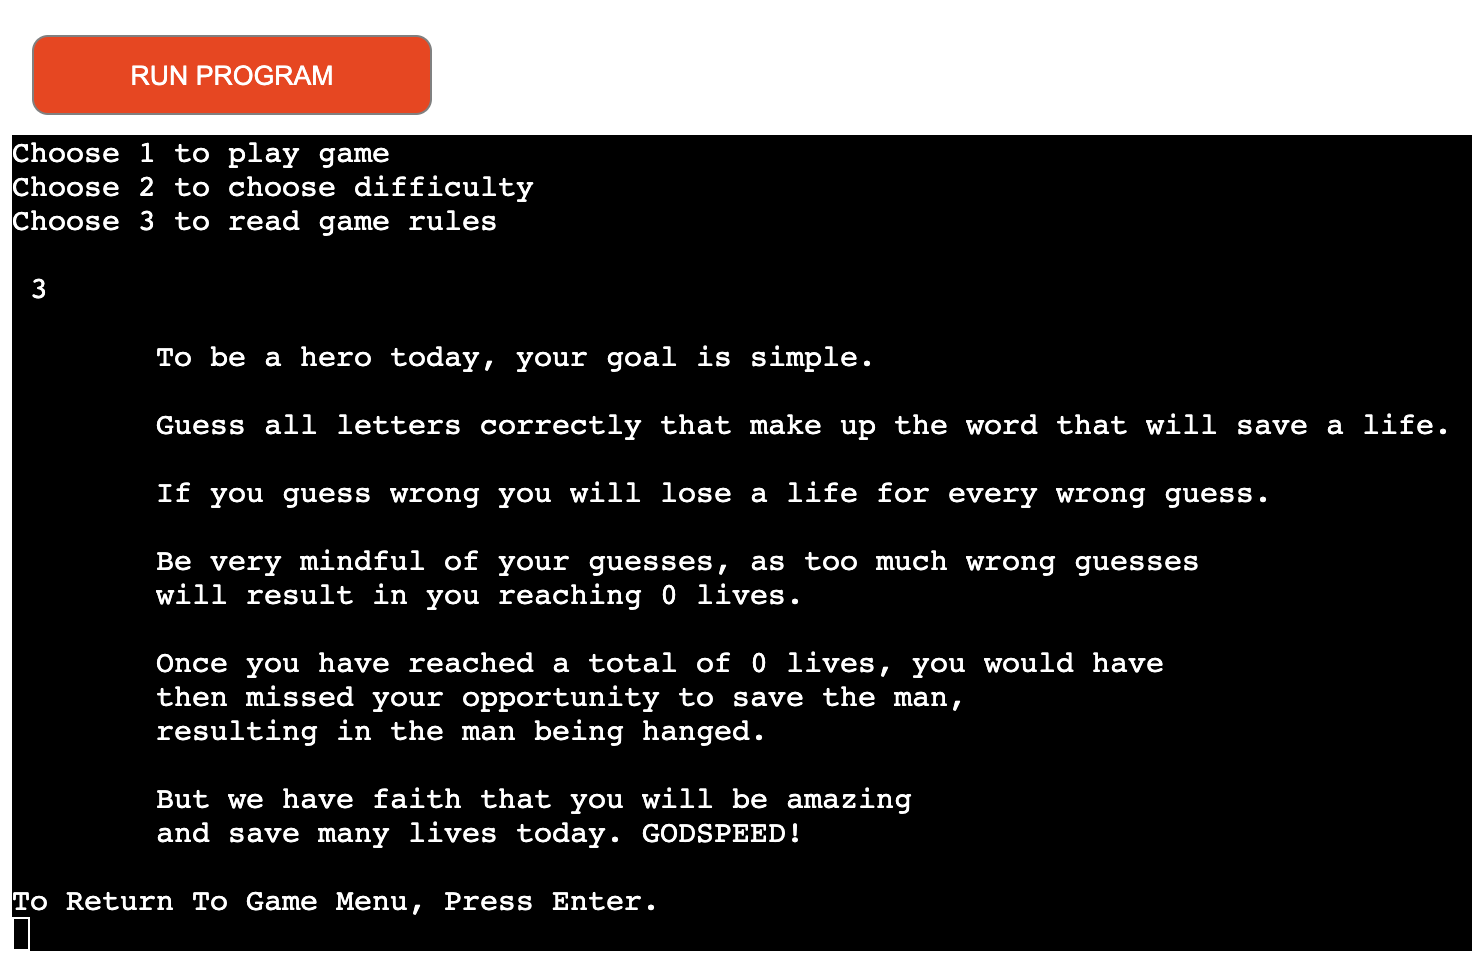 RUN PROGRAM
Choose 1 to play game
Choose 2 to choose difficulty
Choose 3 to read game rules
3
To be a hero today, your goal is simple.
Guess all letters correctly that make up the word that will save a life.
If you guess wrong you will lose a life for every wrong guess.
Be very mindful of your guesses, as too much wrong guesses
will result in you reaching 0 lives.
Once you have reached a total of 0 lives, you would have
then missed your opportunity to save the man,
resulting in the man being hanged.
But we have faith that you will be amazing
and save many lives today. GODSPEED!
To Return To Game Menu, Press Enter.